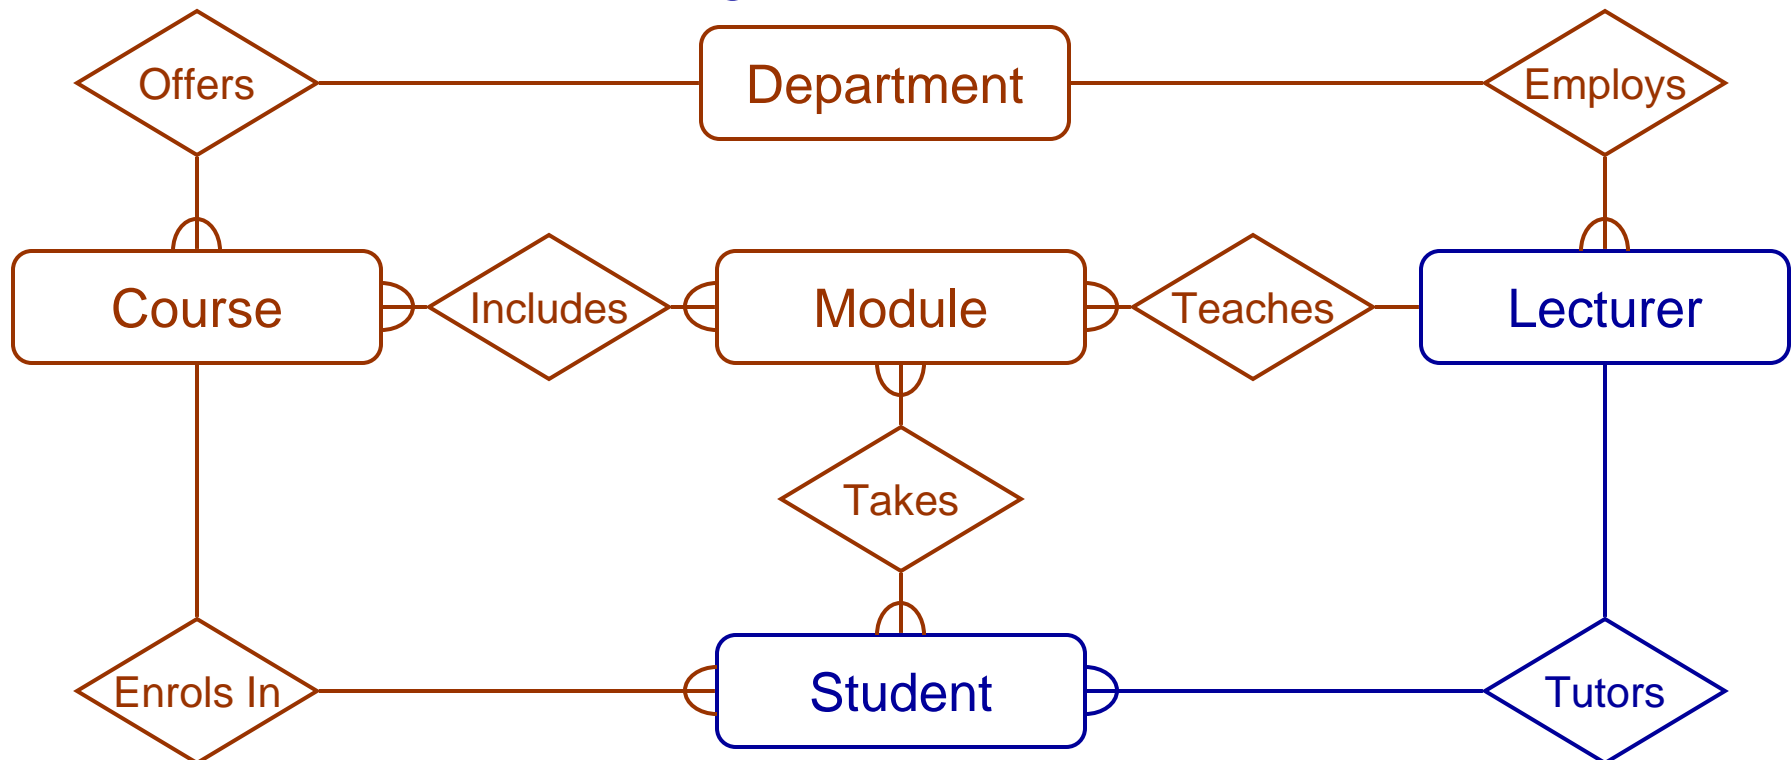 Offers
Department
Employs
Course
Includes
Module
Teaches
Lecturer
Takes
Enrols In
Student
Tutors